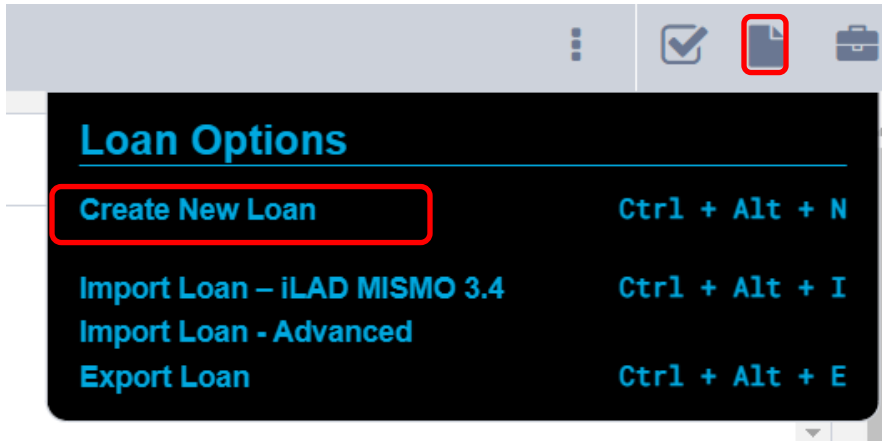 Loan Options
Create New Loan Ctrl + Alt + N
Import Loan – iLAD MISMO 3.4 Ctrl + Alt + I
Import Loan - Advanced
Export Loan Ctrl + Alt + E